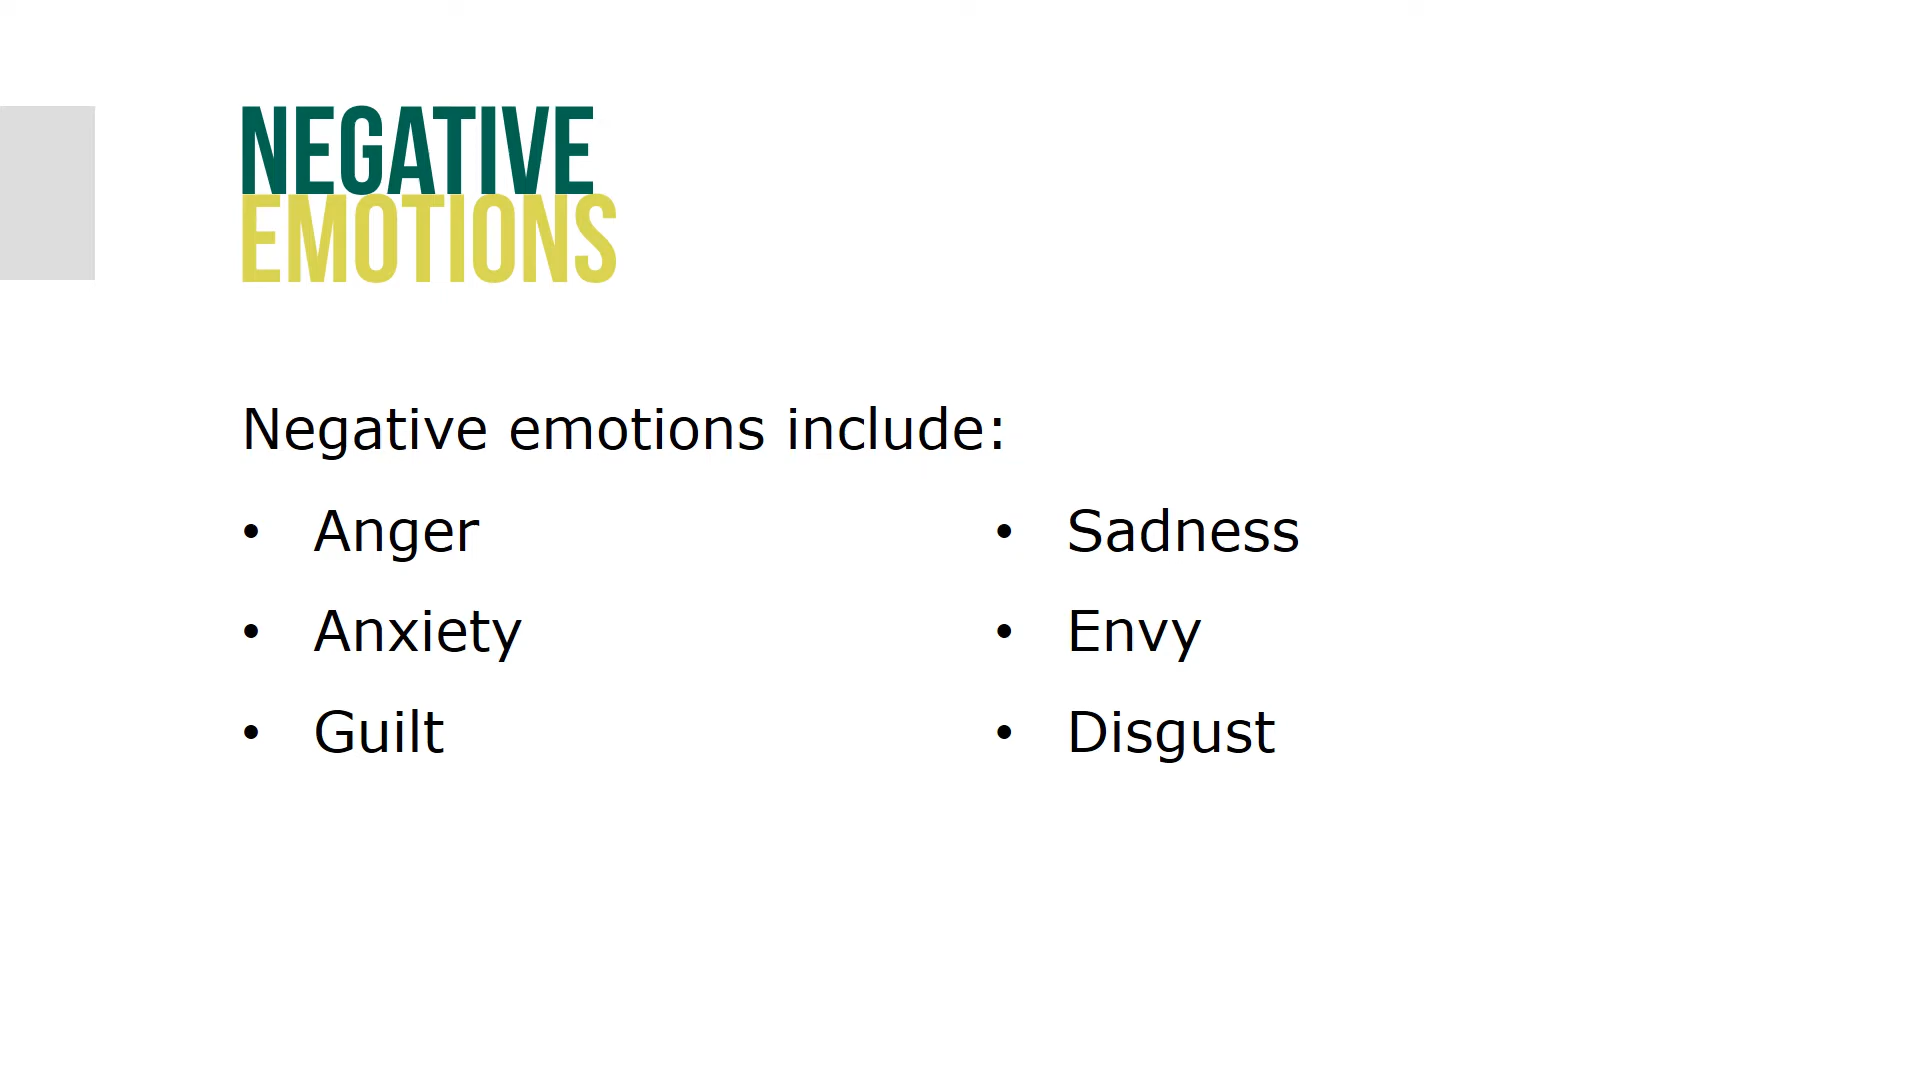 NEGATIVE
EMOTIONS
Negative emotions include:
• Anger
• Anxiety
• Guilt
• Sadness
• Envy
• Disgust